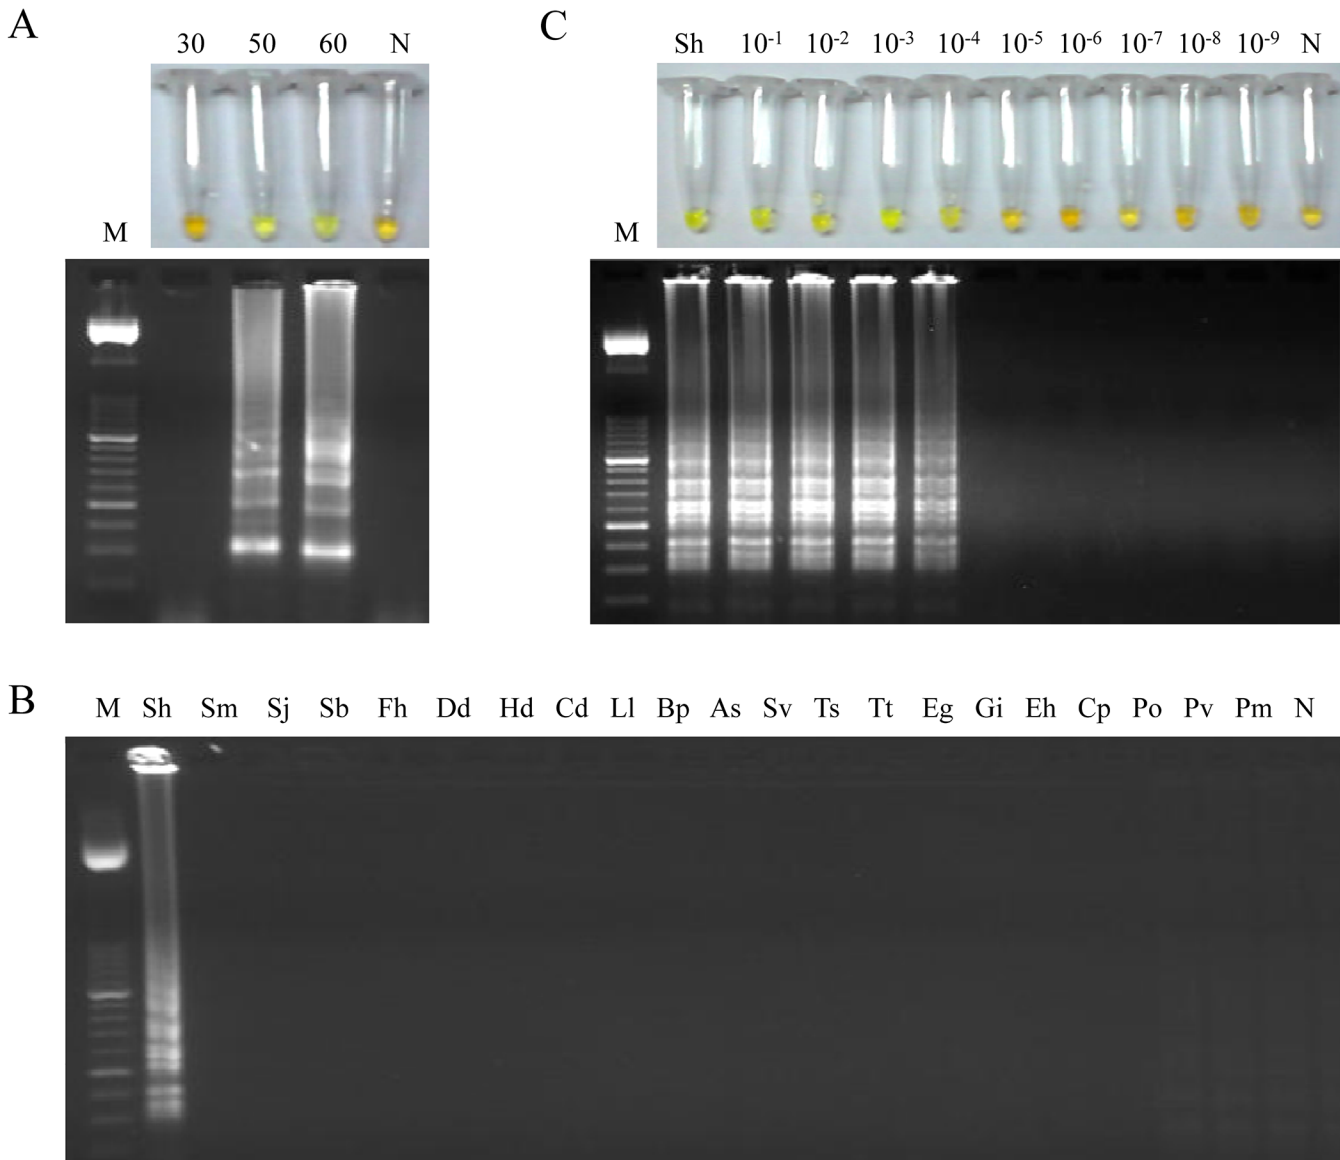 A
30 50 60 N
M
C
Sh 10-1 10-2 10-3 10-4 10-5 10-6 10-7 10-8 10-9 N
M
B
M Sh Sm Sj Sb Fh Dd Hd Cd Ll Bp As Sv Ts Tt Eg Gi Eh Cp Po Pv Pm N